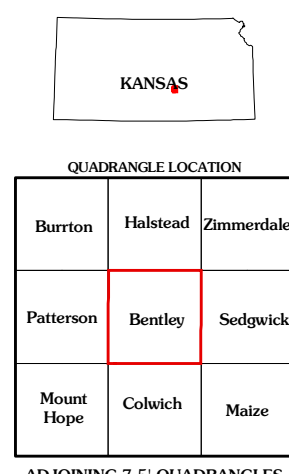 KANSAS
QUADRANGLE LOCATION
Burrton
Halstead
Zimmerdale
Patterson
Bentley
Sedgwick
Mount
Hope
Colwich
Maize
ADJOINING 7.5' QUADRANGLES